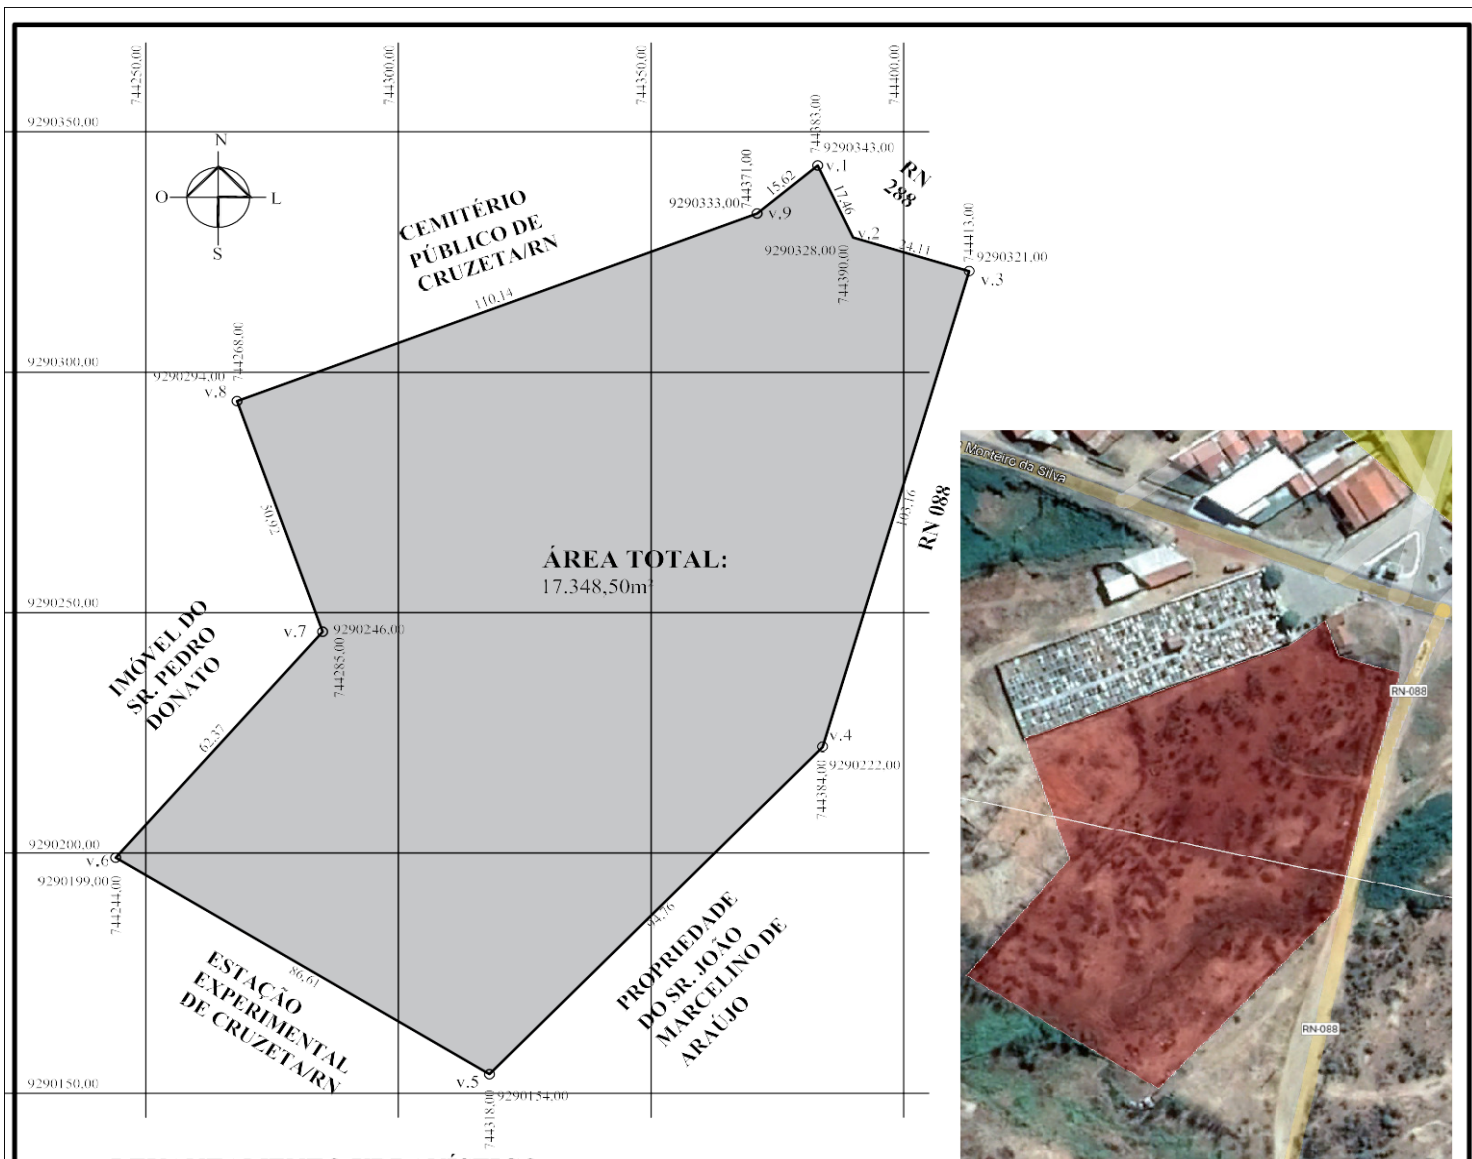 744250,00
744300,00
744350,00
744400,00
9290350,00
N
O
L
S
744383,00
9290343,00
v.1
744371,00
15,62
9290333,00
v.9
17,46
RN
288
v.2
9290328,00
744390,00
24,11
744413,00
9290321,00
v.3
CEMITÉRIO
PÚBLICO DE
CRUZETA/RN
110,14
9290300,00
744268,00
9290294,00
v.8
50,92
103,16
RN 088
ÁREA TOTAL:
17.348,50m²
9290250,00
v.7
9290246,00
744285,00
IMÓVEL DO
SR. PEDRO
DONATO
62,37
v.4
9290222,00
744384,00
9290200,00
v.6
9290199,00
744244,00
94,76
PROPRIEDADE
DO SR. JOÃO
MARCELINO DE
ARAÚJO
86,61
ESTAÇÃO
EXPERIMENTAL
DE CRUZETA/RN
9290150,00
v.5
9290154,00
744318,00
Monteiro da Silva
RN-088
RN-088